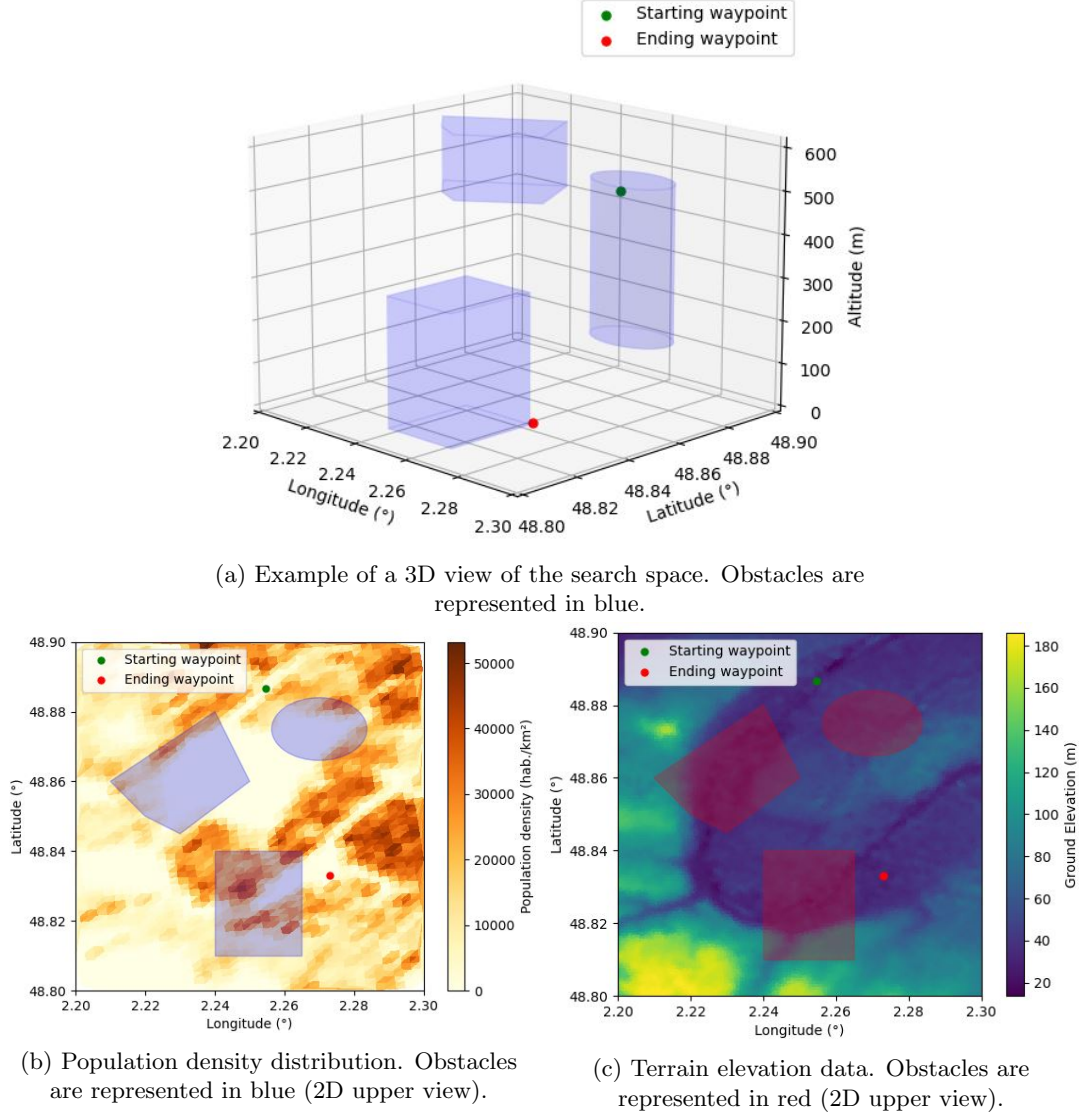 Starting waypoint
Ending waypoint
600
500
400
300
200
100
0
Altitude (m)
2.20
2.22
2.24
2.26
2.28
2.30
Longitude (°)
48.80
48.82
48.84
48.86
48.88
48.90
Latitude (°)
(a) Example of a 3D view of the search space. Obstacles are
represented in blue.
48.90
48.88
48.86
48.84
48.82
48.80
Latitude (°)
Starting waypoint
Ending waypoint
2.20
2.22
2.24
2.26
2.28
2.30
Longitude (°)
50000
40000
30000
20000
10000
0
Population density (hab./km²)
(b) Population density distribution. Obstacles
are represented in blue (2D upper view).
48.90
48.88
48.86
48.84
48.82
48.80
Latitude (°)
Starting waypoint
Ending waypoint
2.20
2.22
2.24
2.26
2.28
2.30
Longitude (°)
180
160
140
120
100
80
60
40
20
Ground Elevation (m)
(c) Terrain elevation data. Obstacles are
represented in red (2D upper view).